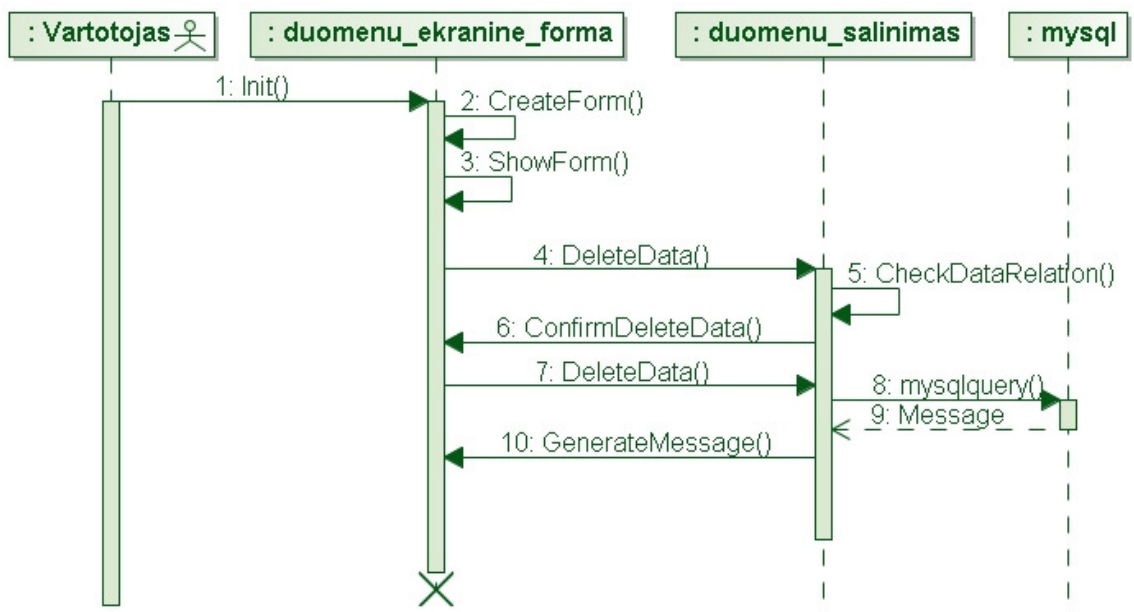 : Vartotojas
: duomenu_ekranine_forma
: duomenu_salinimas
: mysql
1: Init()
2: CreateForm()
3: ShowForm()
4: DeleteData()
5: CheckDataRelation()
6: ConfirmDeleteData()
7: DeleteData()
8: mysqlquery()
9: Message
10: GenerateMessage()